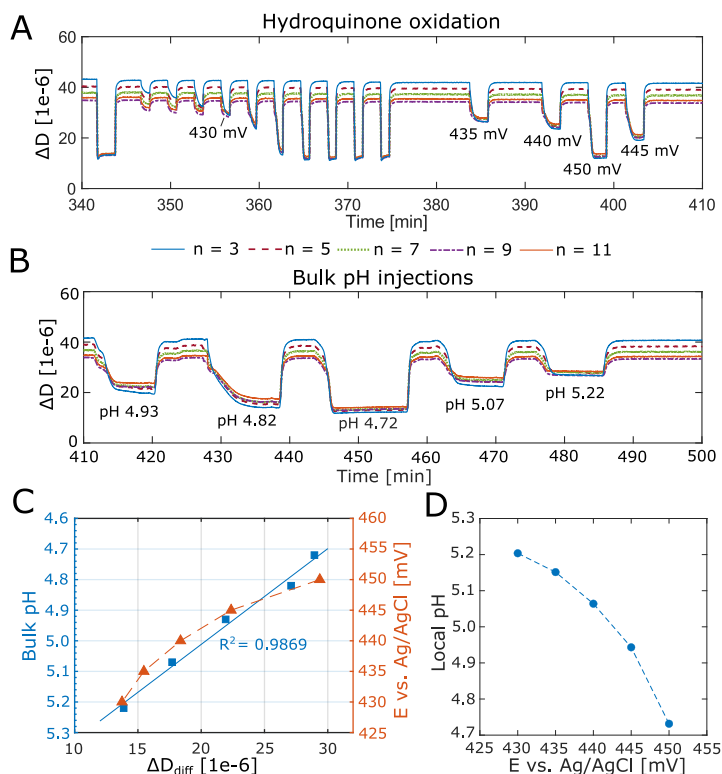 A
Hydroquinone oxidation
ΔD [1e-6]
60
40
20
0
430 mV
435 mV
440 mV
450 mV
445 mV
340 350 360 370 380 390 400 410
Time [min]
n = 3 n = 5 n = 7 n = 9 n = 11
B
Bulk pH injections
ΔD [1e-6]
60
40
20
0
pH 4.93
pH 4.82
pH 4.72
pH 5.07
pH 5.22
410 420 430 440 450 460 470 480 490 500
Time [min]
C
Bulk pH
4.6
4.7
4.8
4.9
5.0
5.1
5.2
5.3
R²= 0.9869
460
455
450
445
440
435
430
425
E vs. Ag/AgCl [mV]
10 15 20 25 30
ΔD_diff [1e-6]
D
Local pH
5.3
5.2
5.1
5.0
4.9
4.8
4.7
425 430 435 440 445 450 455
E vs. Ag/AgCl [mV]